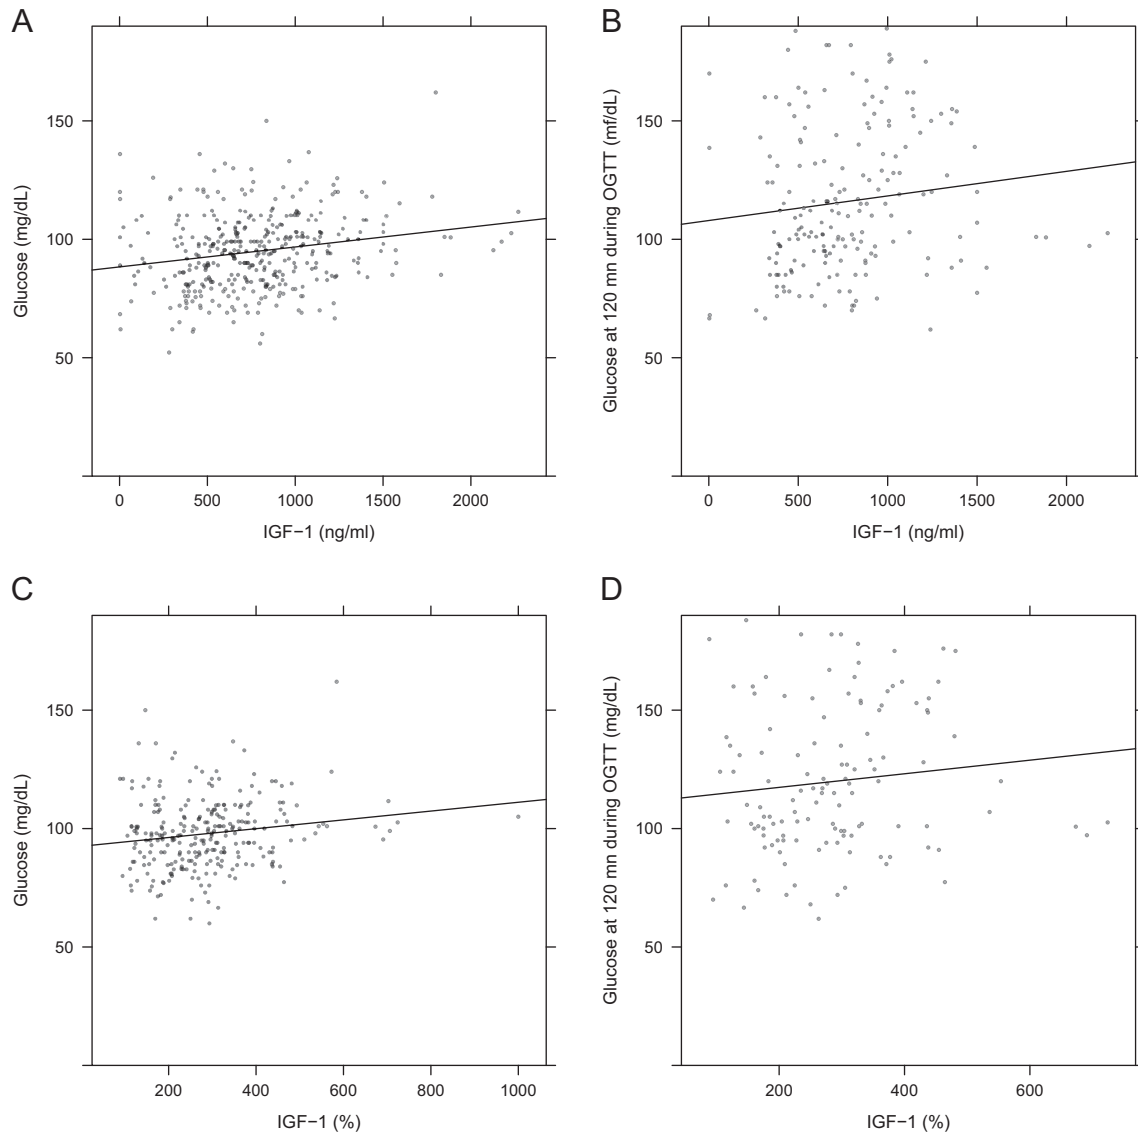 A
B
150
100
50
Glucose (mg/dL)
0 500 1000 1500 2000
IGF−1 (ng/ml)
150
100
50
Glucose at 120 mn during OGTT (mf/dL)
0 500 1000 1500 2000
IGF−1 (ng/ml)
C
D
150
100
50
Glucose (mg/dL)
200 400 600 800 1000
IGF−1 (%)
150
100
50
Glucose at 120 mn during OGTT (mg/dL)
200 400 600
IGF−1 (%)